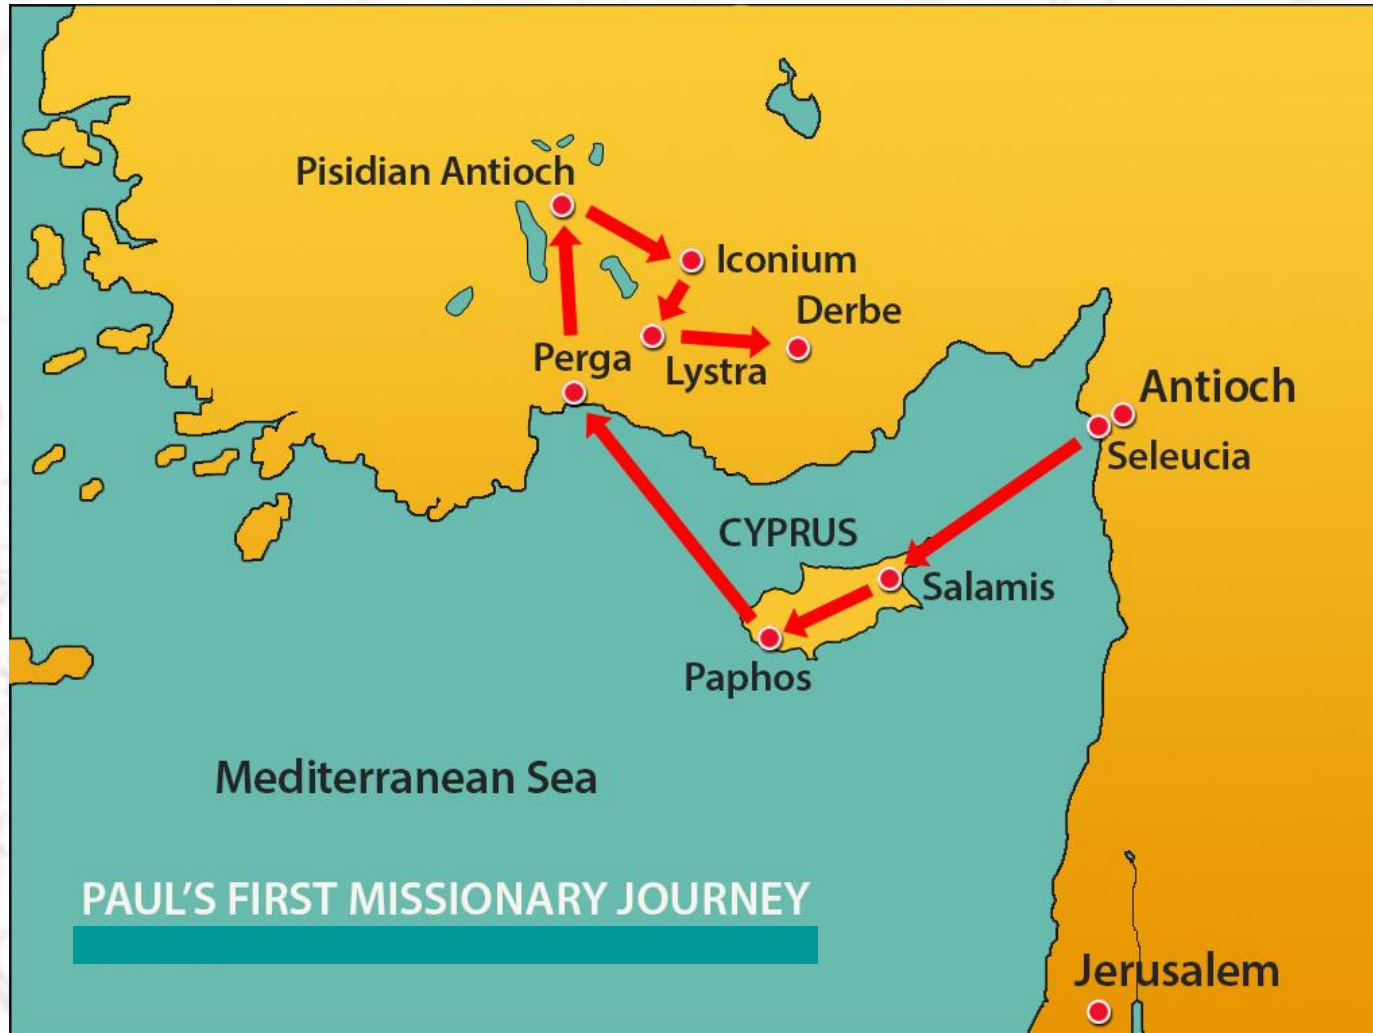 Pisidian Antioch
Iconium
Derbe
Perga
Lystra
Antioch
Seleucia
CYPRUS
Salamis
Paphos
Mediterranean Sea
PAUL'S FIRST MISSIONARY JOURNEY
Jerusalem